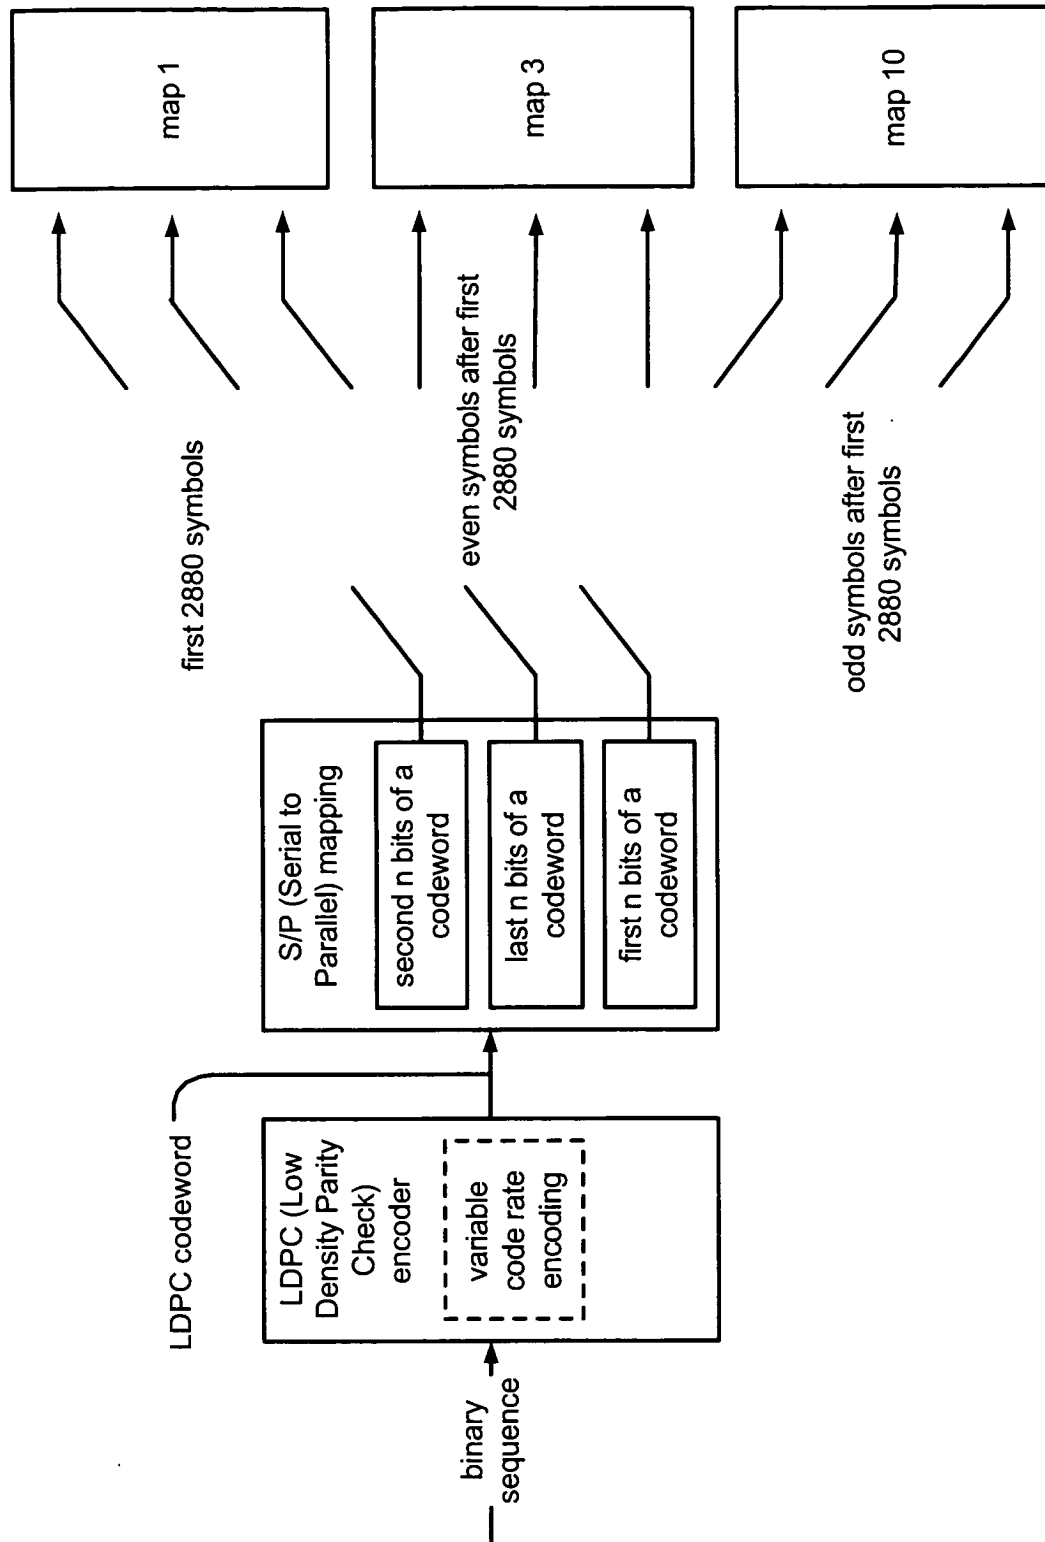 binary
sequence
LDPC codeword
LDPC (Low
Density Parity
Check)
encoder
variable
code rate
encoding
S/P (Serial to
Parallel) mapping
second n bits of a
codeword
last n bits of a
codeword
first n bits of a
codeword
first 2880 symbols
even symbols after first
2880 symbols
odd symbols after first
2880 symbols
map 1
map 3
map 10